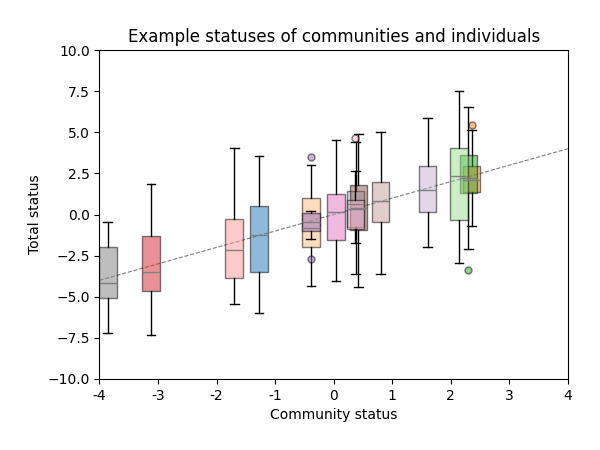 Example statuses of communities and individuals
10.0
7.5
5.0
2.5
0.0
−2.5
−5.0
−7.5
−10.0
Total status
-4 -3 -2 -1 0 1 2 3 4
Community status